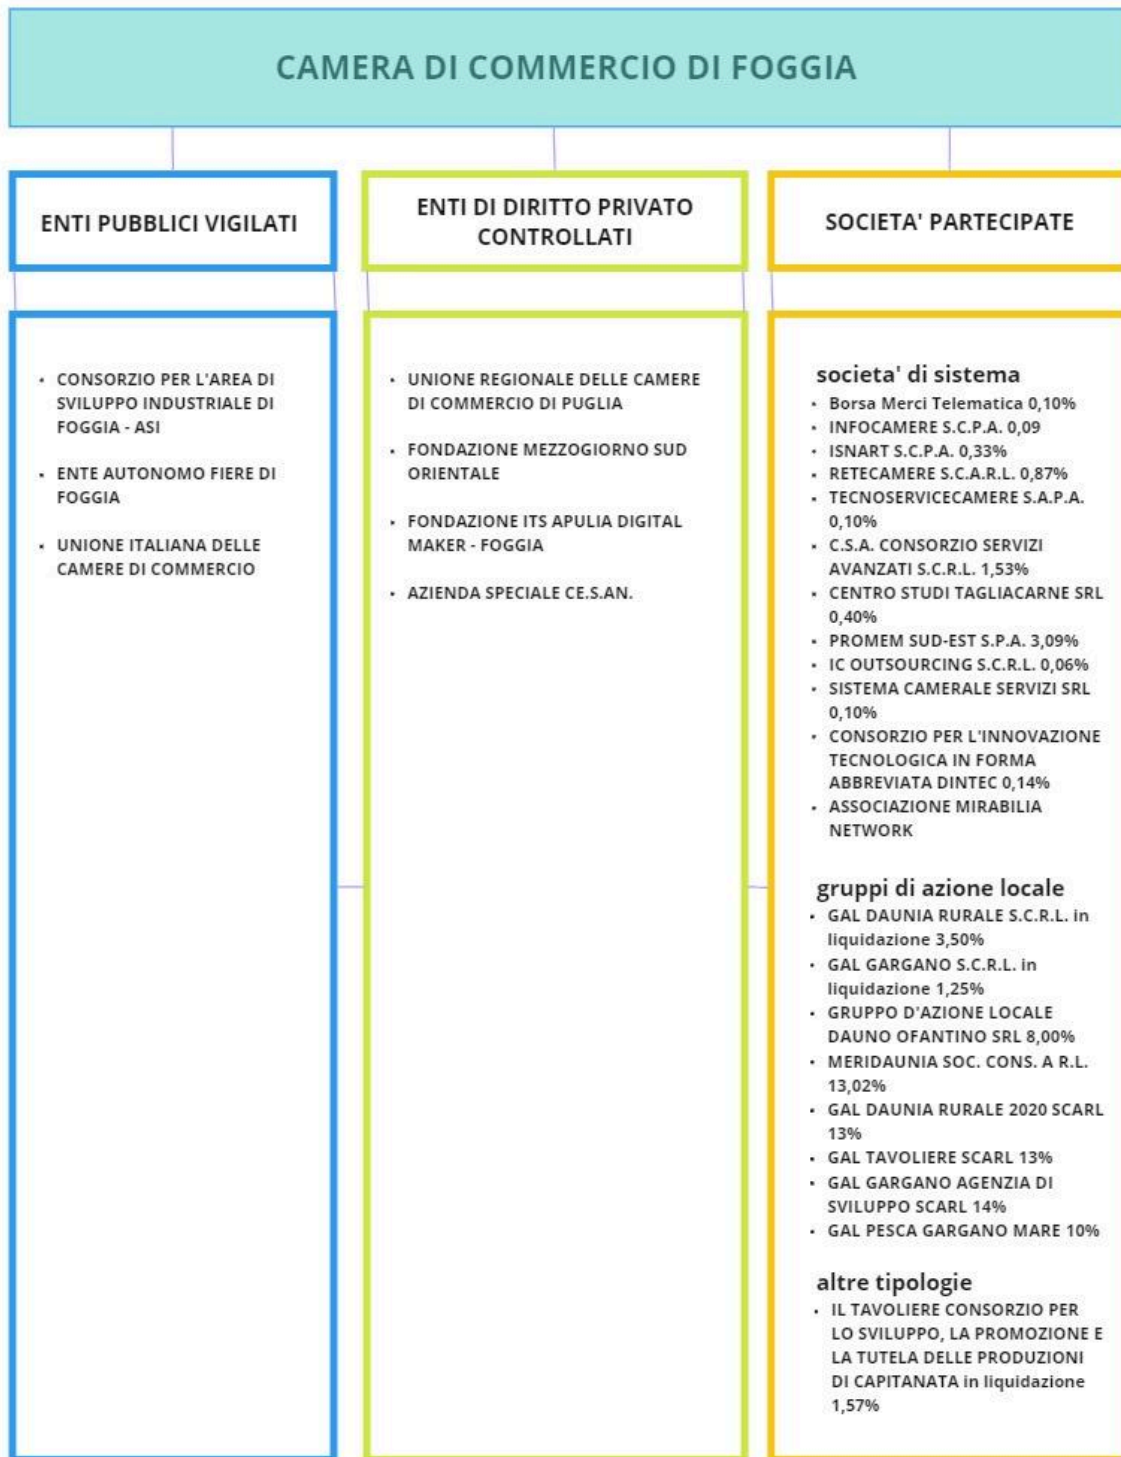 CAMERA DI COMMERCIO DI FOGGIA
ENTI PUBBLICI VIGILATI
• CONSORZIO PER L'AREA DI
SVILUPPO INDUSTRIALE DI
FOGGIA - ASI
• ENTE AUTONOMO FIERE DI
FOGGIA
• UNIONE ITALIANA DELLE
CAMERE DI COMMERCIO
ENTI DI DIRITTO PRIVATO
CONTROLLATI
• UNIONE REGIONALE DELLE CAMERE
DI COMMERCIO DI PUGLIA
• FONDAZIONE MEZZOGIORNO SUD
ORIENTALE
• FONDAZIONE ITS APULIA DIGITAL
MAKER - FOGGIA
• AZIENDA SPECIALE CE.S.AN.
SOCIETA' PARTECIPATE
societa' di sistema
• Borsa Merci Telematica 0,10%
• INFOCAMERE S.C.P.A. 0,09
• ISNART S.C.P.A. 0,33%
• RETECAMERE S.C.A.R.L. 0,87%
• TECNOSERVICECAMERE S.A.P.A.
0,10%
• C.S.A. CONSORZIO SERVIZI
AVANZATI S.C.R.L. 1,53%
• CENTRO STUDI TAGLIACARNE SRL
0,40%
• PROMEM SUD-EST S.P.A. 3,09%
• IC OUTSOURCING S.C.R.L. 0,06%
• SISTEMA CAMERALE SERVIZI SRL
0,10%
• CONSORZIO PER L'INNOVAZIONE
TECNOLOGICA IN FORMA
ABBREVIATA DINTEC 0,14%
• ASSOCIAZIONE MIRABILIA
NETWORK
gruppi di azione locale
• GAL DAUNIA RURALE S.C.R.L. in
liquidazione 3,50%
• GAL GARGANO S.C.R.L. in
liquidazione 1,25%
• GRUPPO D'AZIONE LOCALE
DAUNO OFANTINO SRL 8,00%
• MERIDAUNIA SOC. CONS. A R.L.
13,02%
• GAL DAUNIA RURALE 2020 SCARL
13%
• GAL TAVOLIERE SCARL 13%
• GAL GARGANO AGENZIA DI
SVILUPPO SCARL 14%
• GAL PESCA GARGANO MARE 10%
altre tipologie
• IL TAVOLIERE CONSORZIO PER
LO SVILUPPO, LA PROMOZIONE E
LA TUTELA DELLE PRODUZIONI
DI CAPITANATA in liquidazione
1,57%